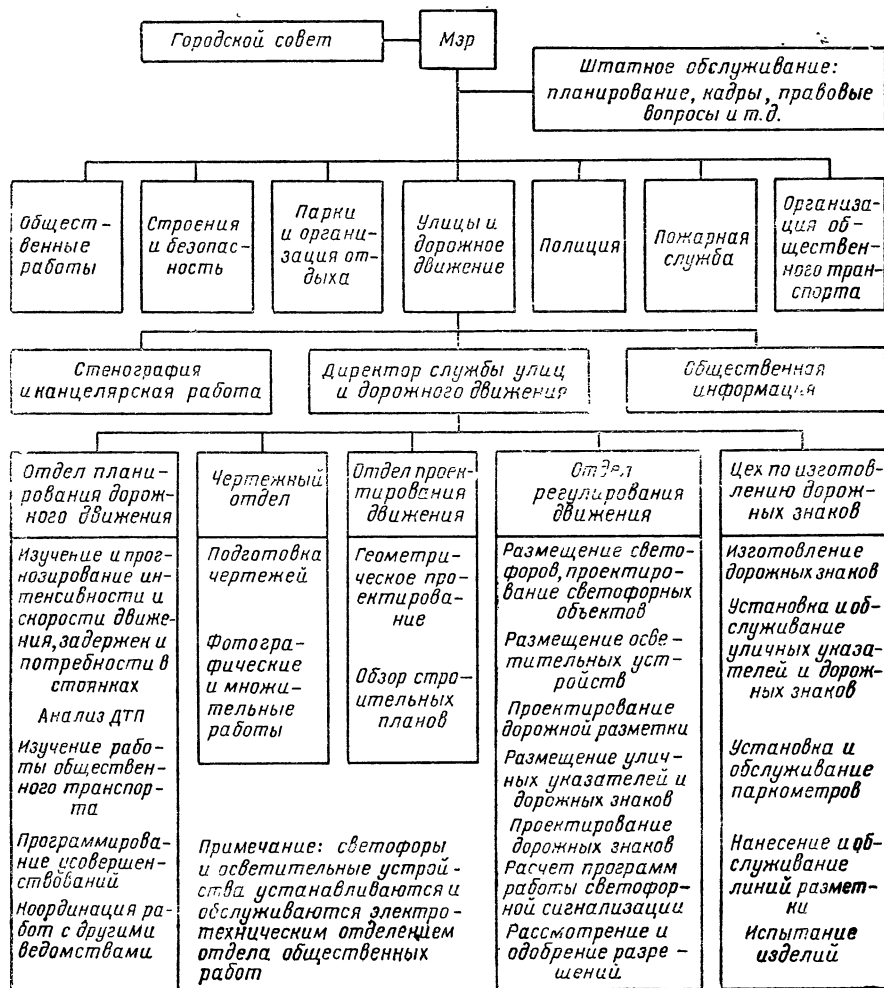 Городской совет
Мэр
Штатное обслуживание:
планирование, кадры, правовые
вопросы и т.д.
Обществ-
венные
работы
Строения
и безопас-
ность
Парки
и органи-
зация от-
дыха
Улицы и
дорожное
движение
Полиция
Пожарная
служба
Организа-
ция об-
ществен-
ного тран-
спорта
Стенография
и канцелярская работа
Директор службы улиц
и дорожного движения
Общественная
информация
Отдел плани-
рования дорож-
ного движения
Изучение и прог-
нозирование ин-
тенсивности и
скорости движе-
ния, задержек и
потребности в
стоянках
Анализ ДТП
Изучение рабо-
ты обществен-
ного транспор-
та
Программирова-
ние усовершен-
ствований
Координация ра-
бот с другими
ведомствами
Чертежный
отдел
Подготовка
чертежей
Фотогра-
фические
и множи-
тельные
работы
Отдел проек-
тирования
движения
Геометри-
ческое про-
ектирова-
ние
Обзор стро-
ительных
планов
Отдел
регулирования
движения
Размещение свето-
форов, проектиро-
вание светофорных
объектов
Размещение осве-
тительных уст-
ройств
Проектирование
дорожной разметки
Размещение улич-
ных указателей и
дорожных знаков
Проектирование
дорожных знаков
Расчет программ
работы светофор-
ной сигнализации
Рассмотрение и
одобрение разре-
шений
Цех по изготов-
лению дорож-
ных знаков
Изготовление
дорожных знаков
Установка и об-
служивание
уличных указа-
телей и дорож-
ных знаков
Установка и
обслуживание
паркометров
Нанесение и об-
служивание
линий размет-
ки
Испытание
изделий
Примечание: светофоры
и осветительные устрой-
ства устанавливаются и
обслуживаются электро-
техническим отделением
отдела общественных
работ